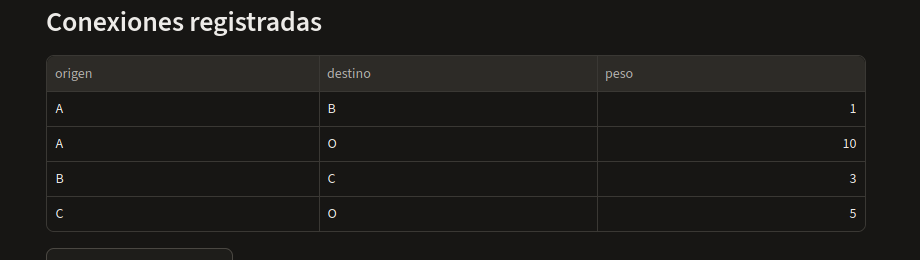 Conexiones registradas
origen destino peso
A B 1
A O 10
B C 3
C O 5